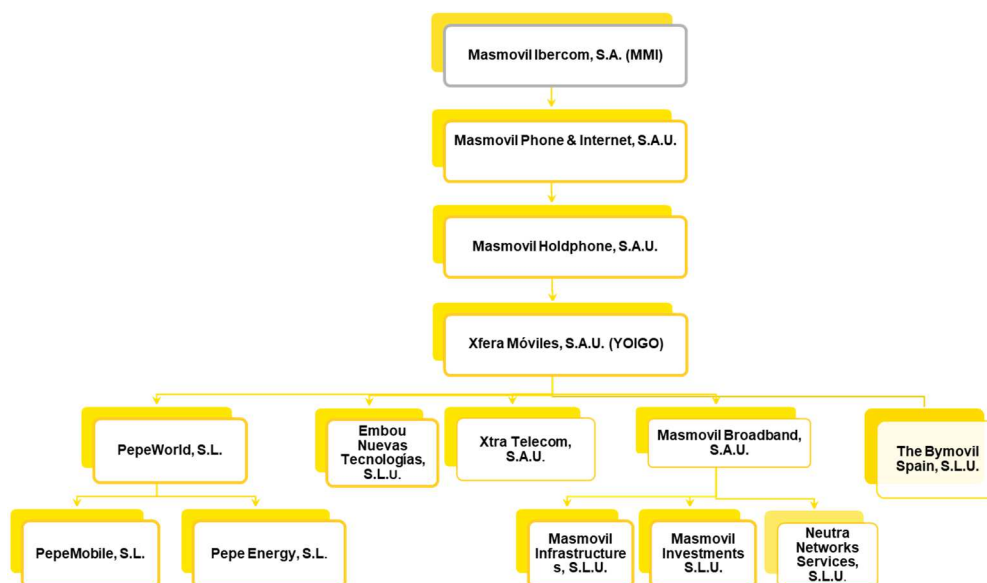 Masmovil Ibercom, S.A. (MMI)
Masmovil Phone & Internet, S.A.U.
Masmovil Holdphone, S.A.U.
Xfera Móviles, S.A.U. (YOIGO)
PepeWorld, S.L.
Embou
Nuevas
Tecnologías,
S.L.U.
Xtra Telecom,
S.A.U.
Masmovil Broadband,
S.A.U.
The Bymovil
Spain, S.L.U.
PepeMobile, S.L.
Pepe Energy, S.L.
Masmovil
Infrastructure
s, S.L.U.
Masmovil
Investments
S.L.U.
Neutra
Networks
Services,
S.L.U.